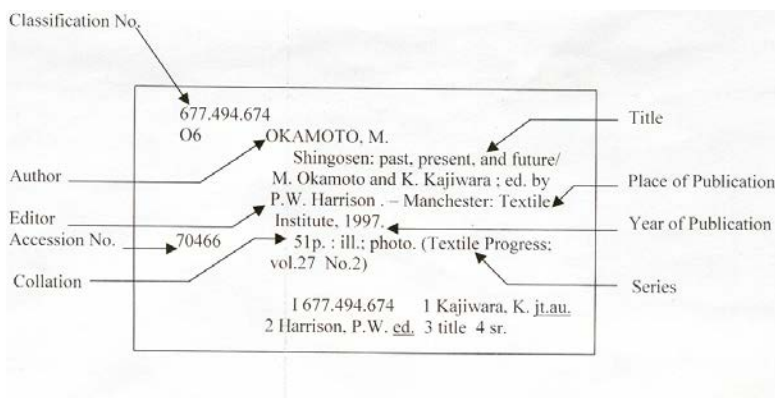 Classification No.
677.494.674
O6
OKAMOTO, M.
Title
Shingosen: past, present, and future/
Author
M. Okamoto and K. Kajiwara ; ed. by
Place of Publication
P.W. Harrison . – Manchester: Textile
Editor
Institute, 1997.
Year of Publication
Accession No.
70466
51p. : ill.; photo. (Textile Progress;
vol.27 No.2)
Collation
Series
1 677.494.674 1 Kajiwara, K. jt.au.
2 Harrison, P.W. ed. 3 title 4 sr.